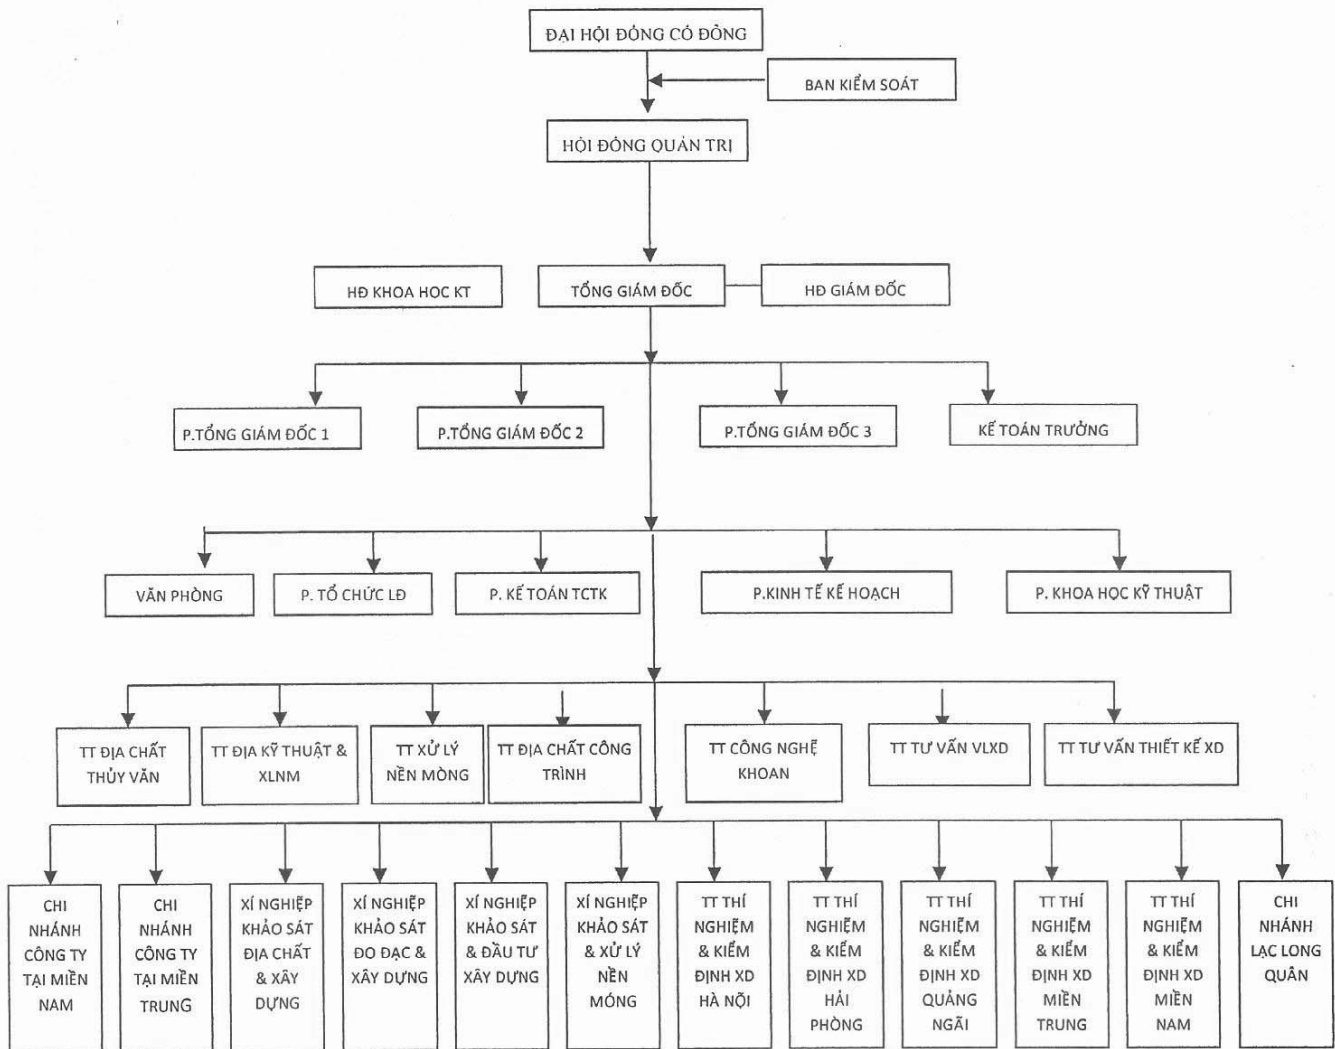 ĐẠI HỘI ĐỒNG CỔ ĐÔNG
BAN KIỂM SOÁT
HỘI ĐỒNG QUẢN TRỊ
HĐ KHOA HỌC KT
TỔNG GIÁM ĐỐC
HĐ GIÁM ĐỐC
P.TỔNG GIÁM ĐỐC 1
P.TỔNG GIÁM ĐỐC 2
P.TỔNG GIÁM ĐỐC 3
KẾ TOÁN TRƯỞNG
VĂN PHÒNG
P. TỔ CHỨC LĐ
P. KẾ TOÁN TCTK
P.KINH TẾ KẾ HOẠCH
P. KHOA HỌC KỸ THUẬT
TT ĐỊA CHẤT
THỦY VĂN
TT ĐỊA KỸ THUẬT &
XLNM
TT XỬ LÝ
NỀN MÒNG
TT ĐỊA CHẤT CÔNG
TRÌNH
TT CÔNG NGHỆ
KHOAN
TT TƯ VẤN VLXD
TT TƯ VẤN THIẾT KẾ XD
CHI
NHÁNH
CÔNG TY
TẠI MIỀN
NAM
CHI
NHÁNH
CÔNG TY
TẠI MIỀN
TRUNG
XÍ NGHIỆP
KHẢO SÁT
ĐỊA CHẤT
& XÂY
DỰNG
XÍ NGHIỆP
KHẢO SÁT
ĐO ĐẠC &
XÂY DỰNG
XÍ NGHIỆP
KHẢO SÁT
& ĐẦU TƯ
XÂY DỰNG
XÍ NGHIỆP
KHẢO SÁT
& XỬ LÝ
NỀN
MÓNG
TT THÍ
NGHIỆM
& KIỂM
ĐỊNH XD
HÀ NỘI
TT THÍ
NGHIỆM
& KIỂM
ĐỊNH XD
HẢI
PHÒNG
TT THÍ
NGHIỆM
& KIỂM
ĐỊNH XD
QUẢNG
NGÃI
TT THÍ
NGHIỆM
& KIỂM
ĐỊNH XD
MIỀN
TRUNG
TT THÍ
NGHIỆM
& KIỂM
ĐỊNH XD
MIỀN
NAM
CHI
NHÁNH
LẠC LONG
QUÂN